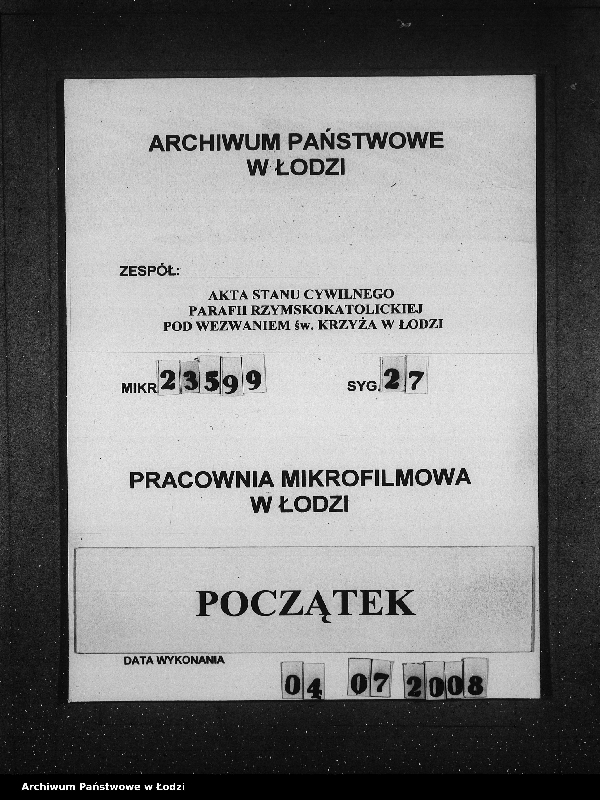 ARCHIWUM PAŃSTWOWE
W ŁODZI
ZESPÓŁ:
AKTA STANU CYWILNEGO
PARAFII RZYMSKOKATOLICKIEJ
POD WEZWANIEM św. KRZYŻA W ŁODZI
MIKR 23599 SYG. 27
PRACOWNIA MIKROFILMOWA
W ŁODZI
POCZĄTEK
DATA WYKONANIA
04 07 2008
Archiwum Państwowe w Łodzi